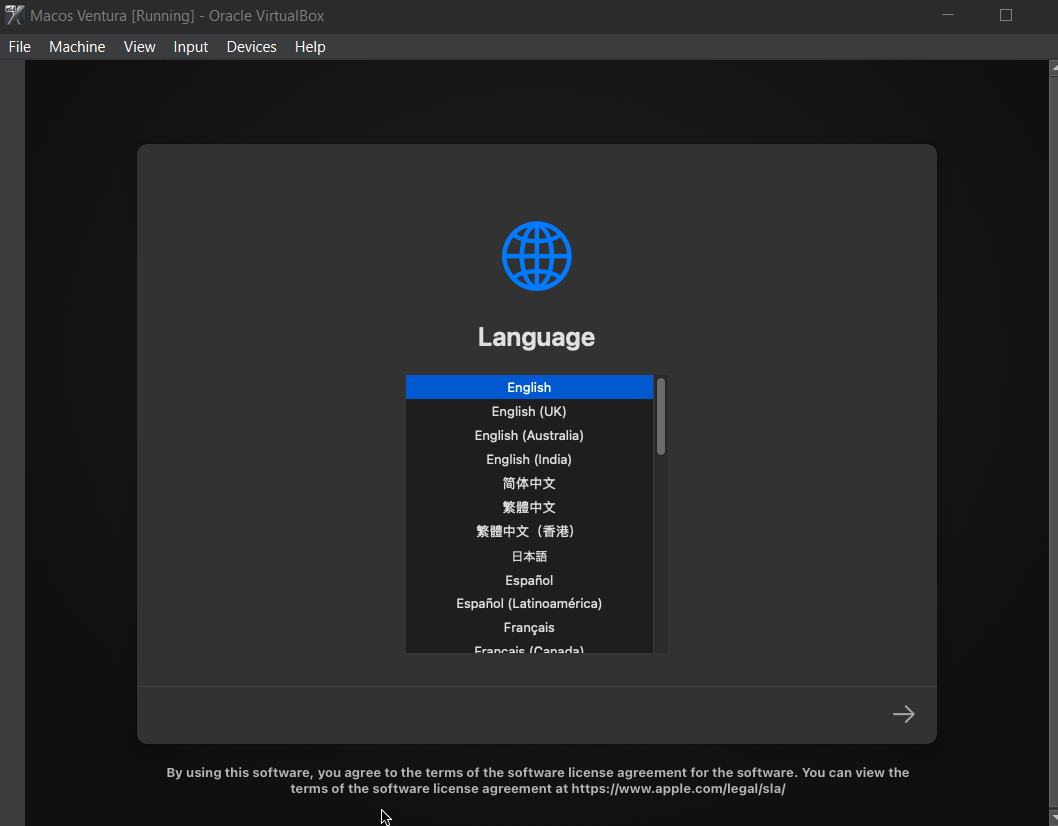 Macos Ventura [Running] - Oracle VirtualBox
File Machine View Input Devices Help
Language
English
English (UK)
English (Australia)
English (India)
简体中文
繁體中文
繁體中文（香港）
日本語
Español
Español (Latinoamérica)
Français
Français (Canada)
By using this software, you agree to the terms of the software license agreement for the software. You can view the
terms of the software license agreement at https://www.apple.com/legal/sla/